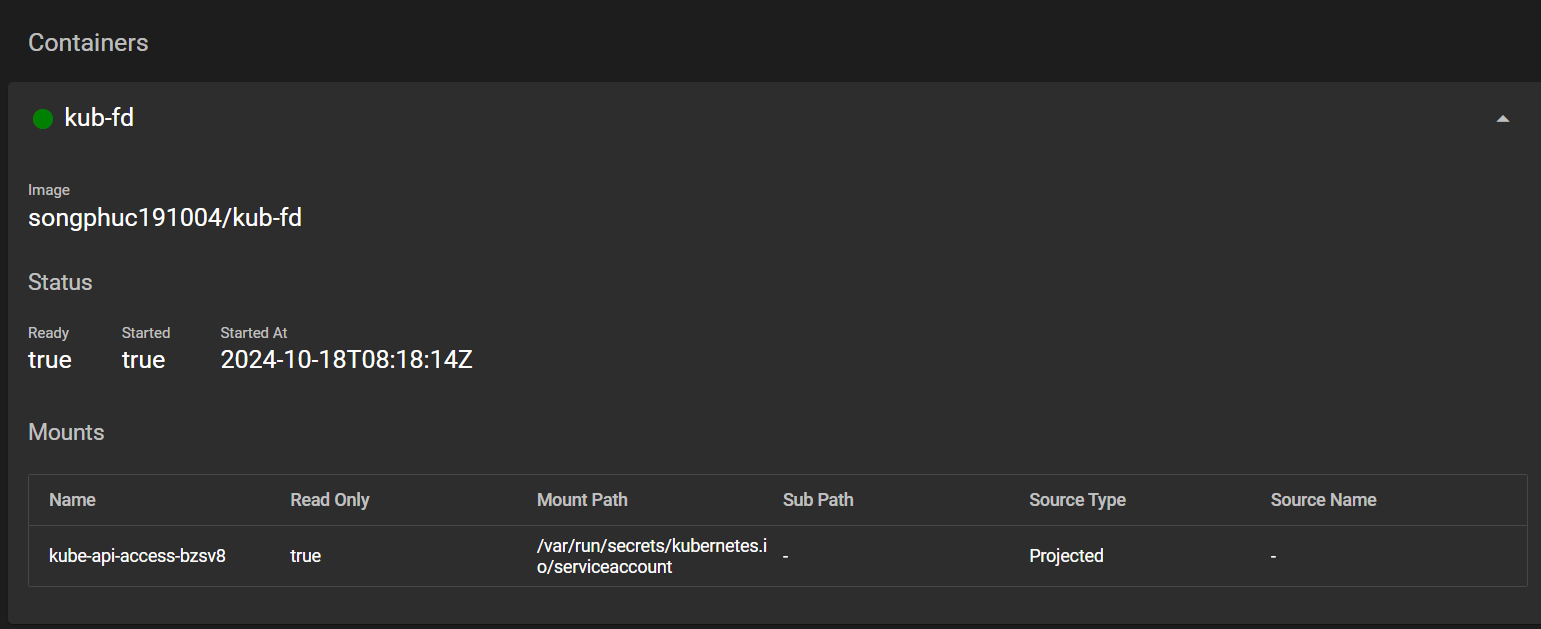 Containers
kub-fd
Image
songphuc191004/kub-fd
Status
Ready Started Started At
true true 2024-10-18T08:18:14Z
Mounts
Name Read Only Mount Path Sub Path Source Type Source Name
kube-api-access-bzsv8 true /var/run/secrets/kubernetes.i - Projected -
o/serviceaccount